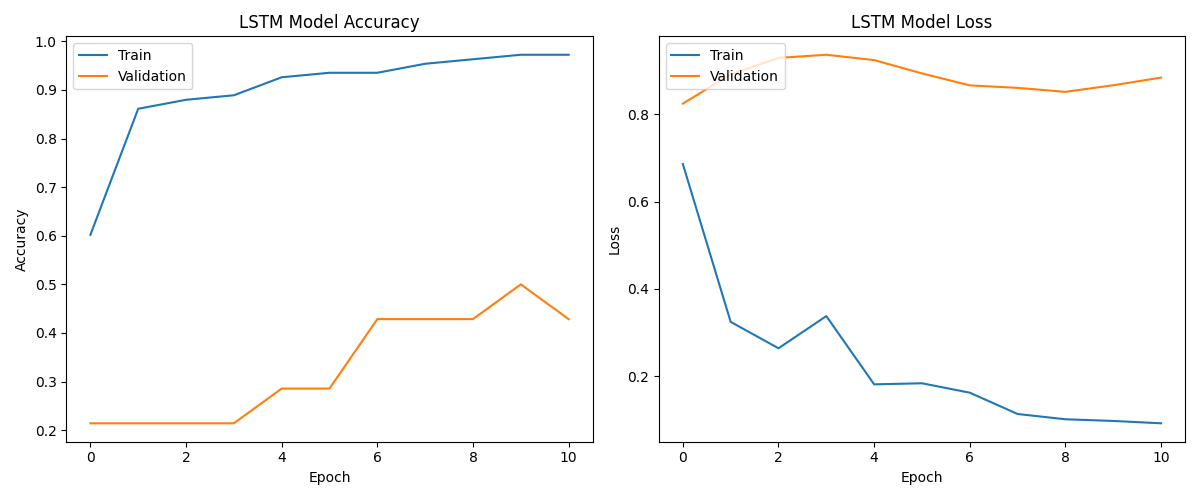 LSTM Model Accuracy
Train
Validation
1.0
0.9
0.8
0.7
0.6
0.5
0.4
0.3
0.2
Accuracy
0 2 4 6 8 10
Epoch
LSTM Model Loss
Train
Validation
0.8
0.6
0.4
0.2
Loss
0 2 4 6 8 10
Epoch